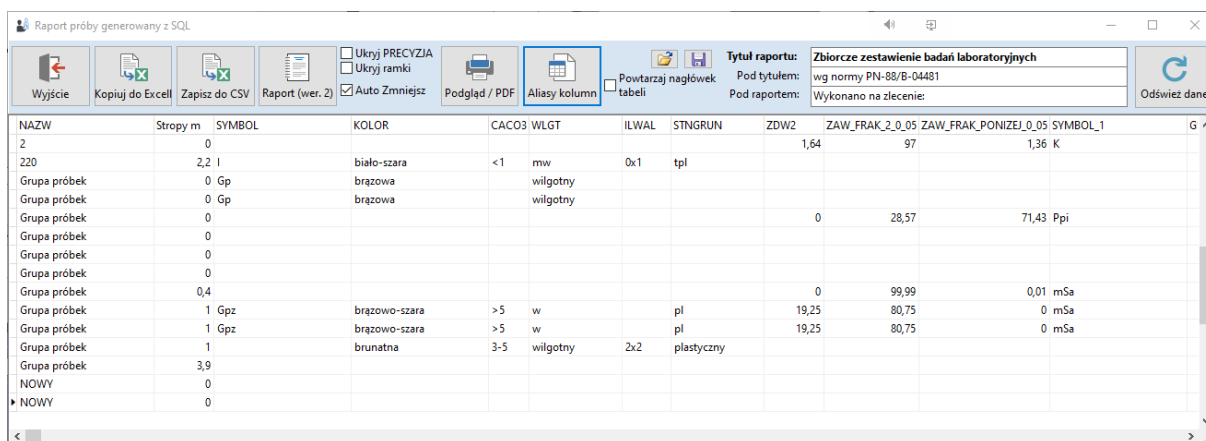 Raport próby generowany z SQL
Wyjście
Kopiuj do Excell
Zapisz do CSV
Raport (wer. 2)
Ukryj PRECYZJA
Ukryj ramki
Auto Zmniejsz
Podgląd / PDF
Aliasy kolumn
Powtarzaj nagłówek
tabeli
Tytuł raportu: Zbiorcze zestawienie badań laboratoryjnych
Pod tytułem: wg normy PN-88/B-04481
Pod raportem: Wykonano na zlecenie:
Odśwież dane
NAZW Stropy m SYMBOL KOLOR CACO3 WLGT ILWAL STNGRUN ZDW2 ZAW_FRAK_2_0_05 ZAW_FRAK_PONIZEJ_0_05 SYMBOL_1 G
2 0 1,64 97 1,36 K
220 2,2 I biało-szara <1 mw 0x1 tpl
Grupa próbek 0 Gp brązowa wilgotny
Grupa próbek 0 Gp brązowa wilgotny
Grupa próbek 0 0 28,57 71,43 Ppi
Grupa próbek 0
Grupa próbek 0
Grupa próbek 0
Grupa próbek 0,4 0 99,99 0,01 mSa
Grupa próbek 1 Gpz brązowo-szara >5 w pl 19,25 80,75 0 mSa
Grupa próbek 1 Gpz brązowo-szara >5 w pl 19,25 80,75 0 mSa
Grupa próbek 1 brunatna 3-5 wilgotny 2x2 plastyczny
Grupa próbek 3,9
NOWY 0
NOWY 0